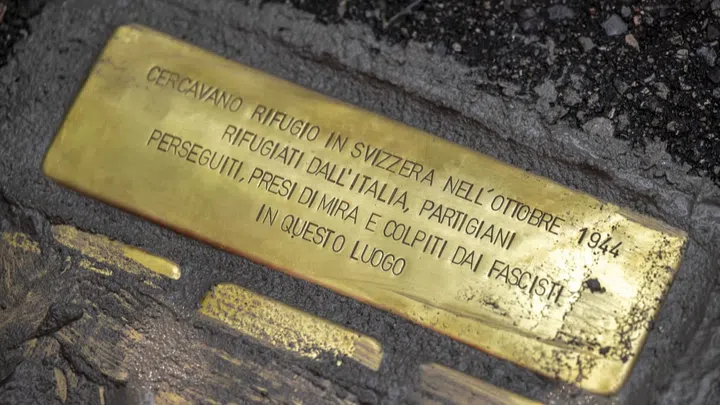 CERCAVANO RIFUGIO IN SVIZZERA NELL'OTTOBRE 1944
RIFUGIATI DALL'ITALIA, PARTIGIANI
PERSEGUITI, PRESI DI MIRA E COLPITI DAI FASCISTI
IN QUESTO LUOGO